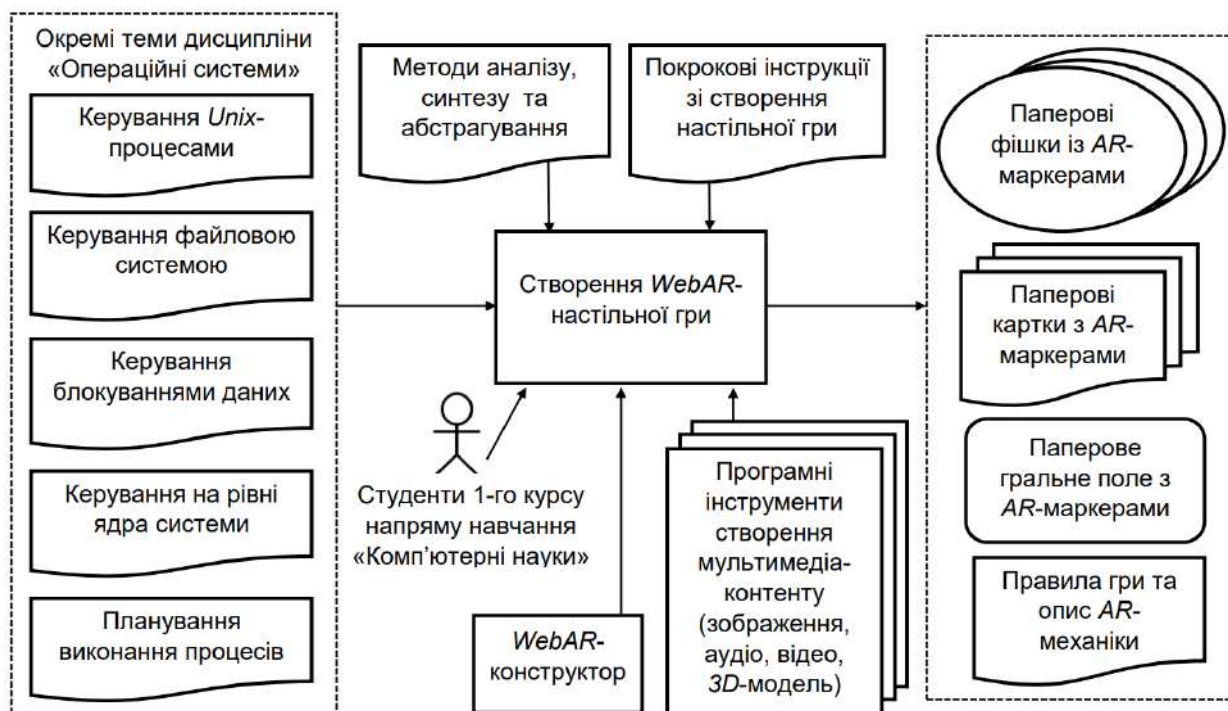 Окремі теми дисципліни
«Операційні системи»
Керування Unix-
процесами
Керування файловою
системою
Керування
блокуваннями даних
Керування на рівні
ядра системи
Планування
виконання процесів
Методи аналізу,
синтезу та
абстрагування
Покрокові інструкції
зі створення
настільної гри
Створення WebAR-
настільної гри
Студенти 1-го курсу
напряму навчання
«Комп’ютерні науки»
WebAR-
конструктор
Програмні
інструменти
створення
мультимедіа-
контенту
(зображення,
аудіо, відео,
3D-модель)
Паперові
фішки із AR-
маркерами
Паперові
картки з AR-
маркерами
Паперове
гральне поле з
AR-маркерами
Правила гри та
опис AR-
механіки